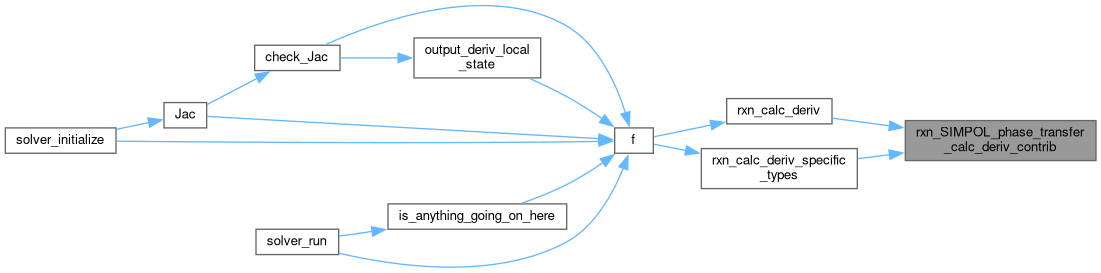 check_Jac
output_deriv_local
_state
Jac
rxn_calc_deriv
solver_initialize
f
rxn_SIMPOL_phase_transfer
_calc_deriv_contrib
rxn_calc_deriv_specific
_types
is_anything_going_on_here
solver_run